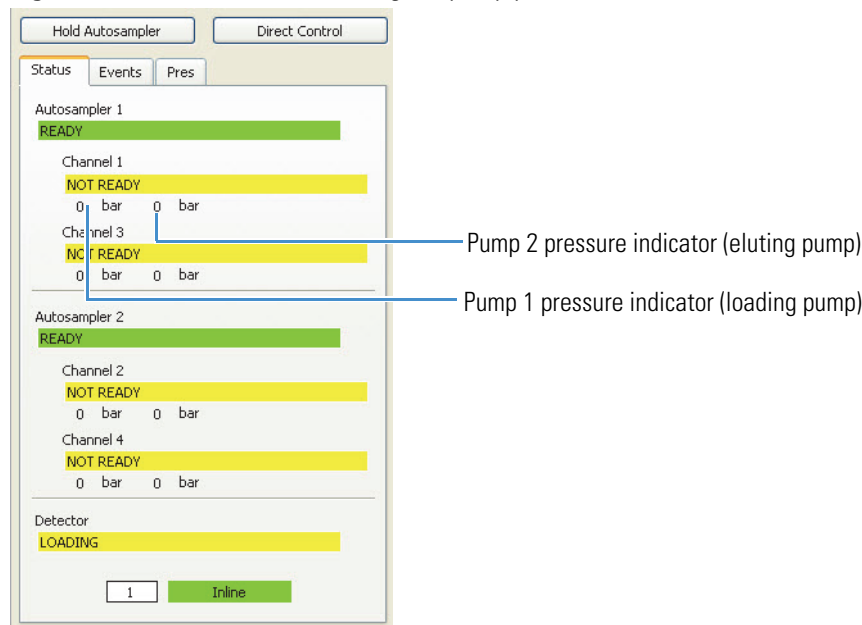 Hold Autosampler Direct Control
Status Events Pres
Autosampler 1
READY
Channel 1
NOT READY
0 bar 0 bar
Channel 3
NOT READY
0 bar 0 bar
Pump 2 pressure indicator (eluting pump)
Pump 1 pressure indicator (loading pump)
Autosampler 2
READY
Channel 2
NOT READY
0 bar 0 bar
Channel 4
NOT READY
0 bar 0 bar
Detector
LOADING
1 Inline